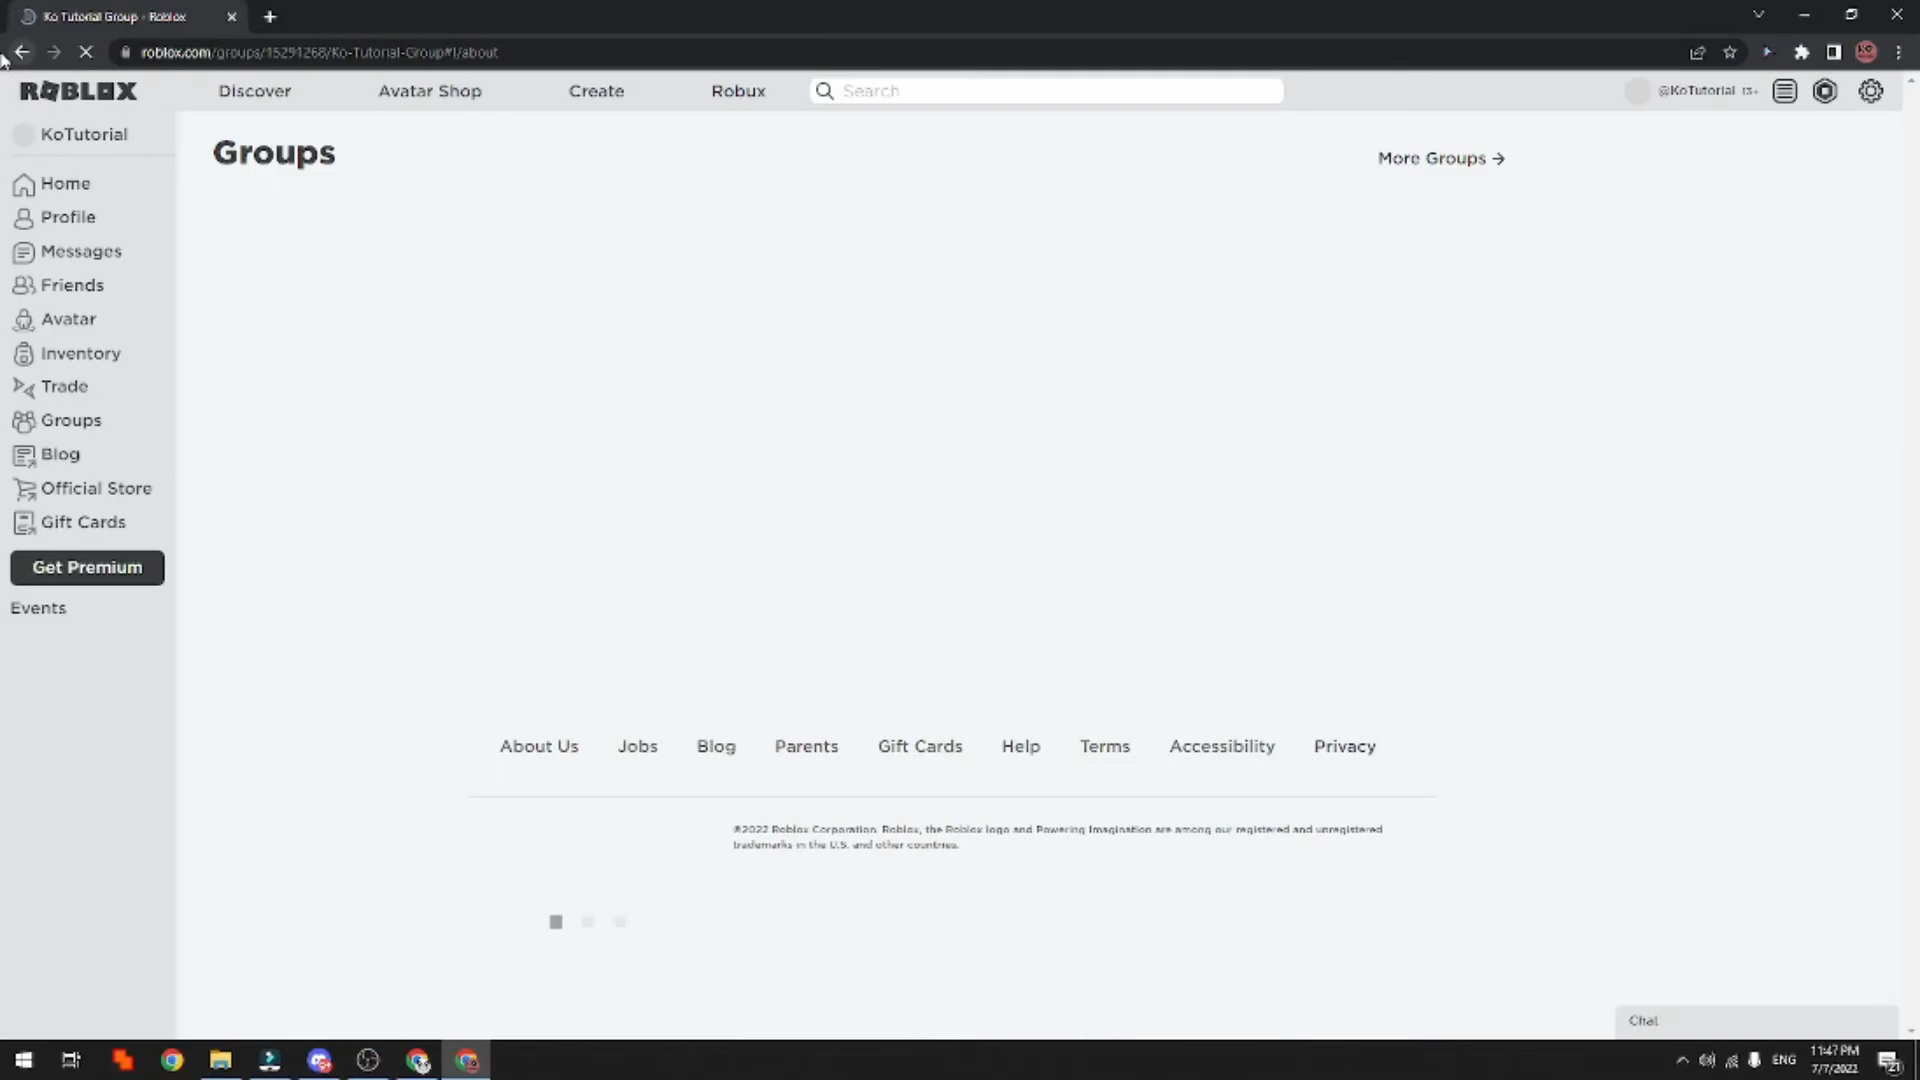 Ko Tutorial Group - Roblox
roblox.com/groups/15291268/Ko-Tutorial-Group#!/about
ROBLOX
Discover
Avatar Shop
Create
Robux
Search
@KoTutorial 13+
KoTutorial
Groups
More Groups →
Home
Profile
Messages
Friends
Avatar
Inventory
Trade
Groups
Blog
Official Store
Gift Cards
Get Premium
Events
About Us
Jobs
Blog
Parents
Gift Cards
Help
Terms
Accessibility
Privacy
©2022 Roblox Corporation. Roblox, the Roblox logo and Powering Imagination are among our registered and unregistered
trademarks in the U.S. and other countries.
Chat
ENG
11:47 PM
7/7/2022
21